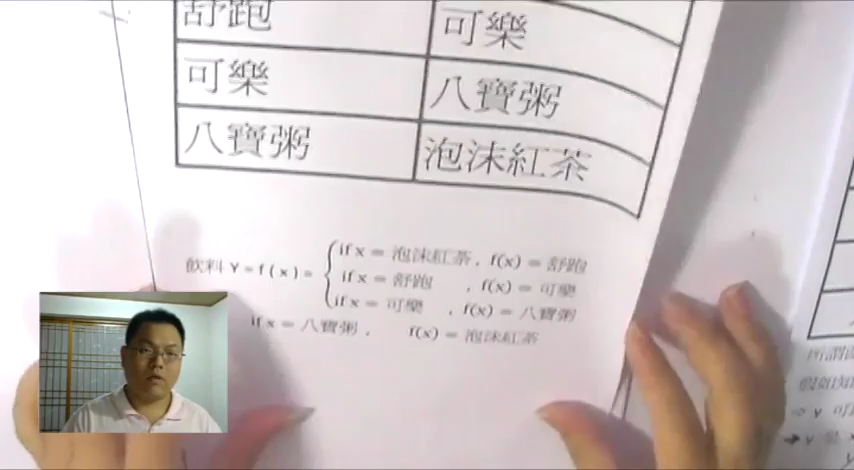 舒跑 可樂
可樂 八寶粥
八寶粥 泡沫紅茶
飲料 Y=f(x)=
if x = 泡沫紅茶, f(x) = 舒跑
if x = 舒跑 , f(x) = 可樂
if x = 可樂 , f(x) = 八寶粥
if x = 八寶粥, f(x) = 泡沫紅茶
所謂